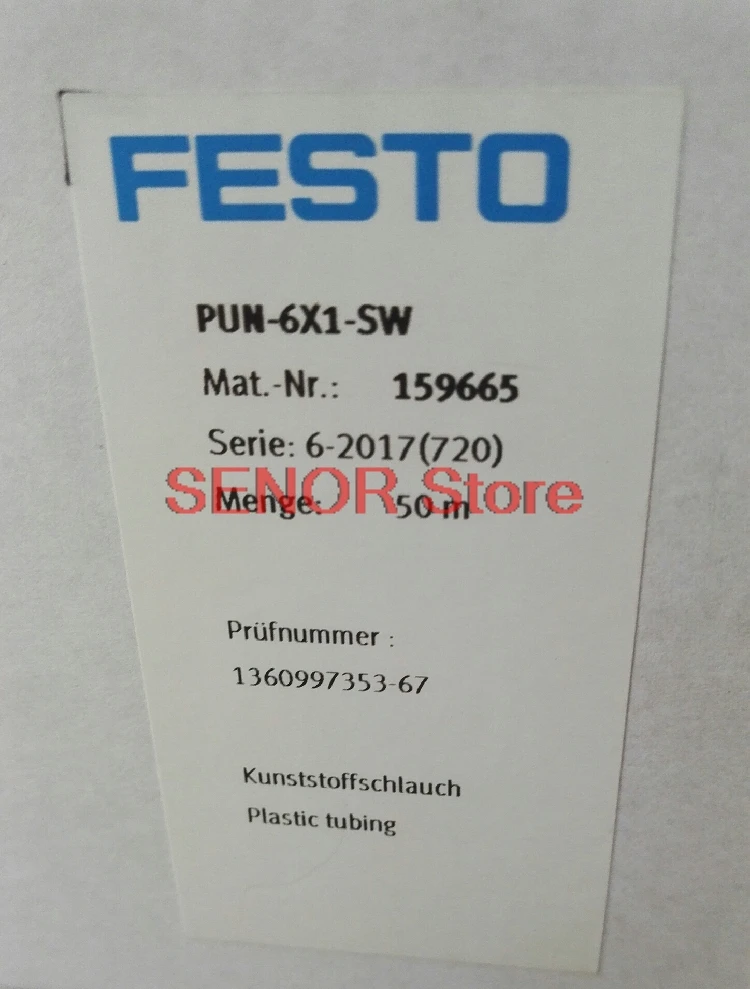 FESTO
PUN-6X1-SW
Mat.-Nr.: 159665
Serie: 6-2017(720)
SENOR Store
Menge: 50 m
Prüfnummer :
1360997353-67
Kunststoffschlauch
Plastic tubing